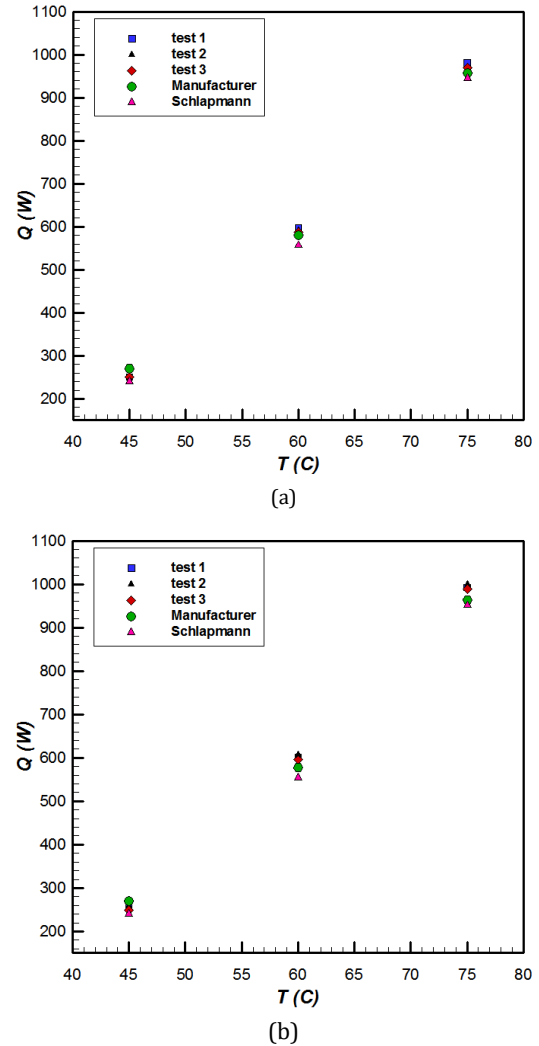 1100
1000
900
800
700
600
500
400
300
200
Q (W)
test 1
test 2
test 3
Manufacturer
Schlapmann
40 45 50 55 60 65 70 75 80
T (C)
(a)
1100
1000
900
800
700
600
500
400
300
200
Q (W)
test 1
test 2
test 3
Manufacturer
Schlapmann
40 45 50 55 60 65 70 75 80
T (C)
(b)